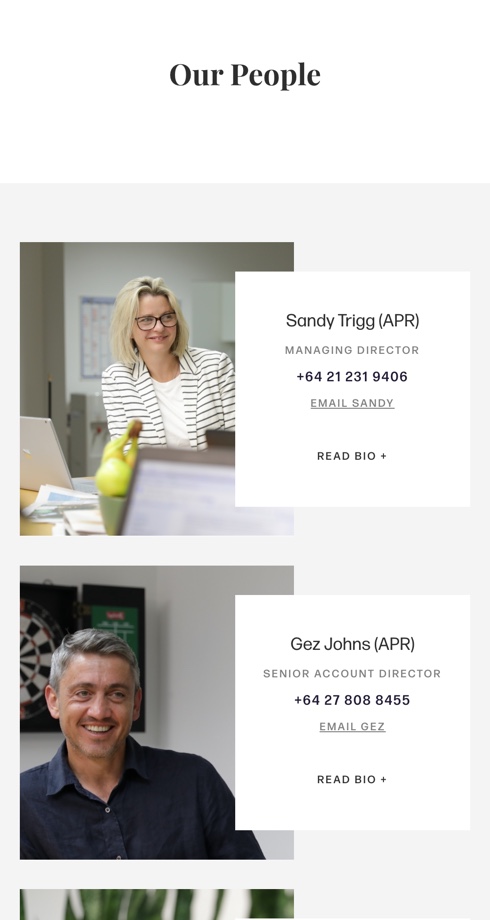 Our People
Sandy Trigg (APR)
MANAGING DIRECTOR
+64 21 231 9406
EMAIL SANDY
READ BIO +
Gez Johns (APR)
SENIOR ACCOUNT DIRECTOR
+64 27 808 8455
EMAIL GEZ
READ BIO +